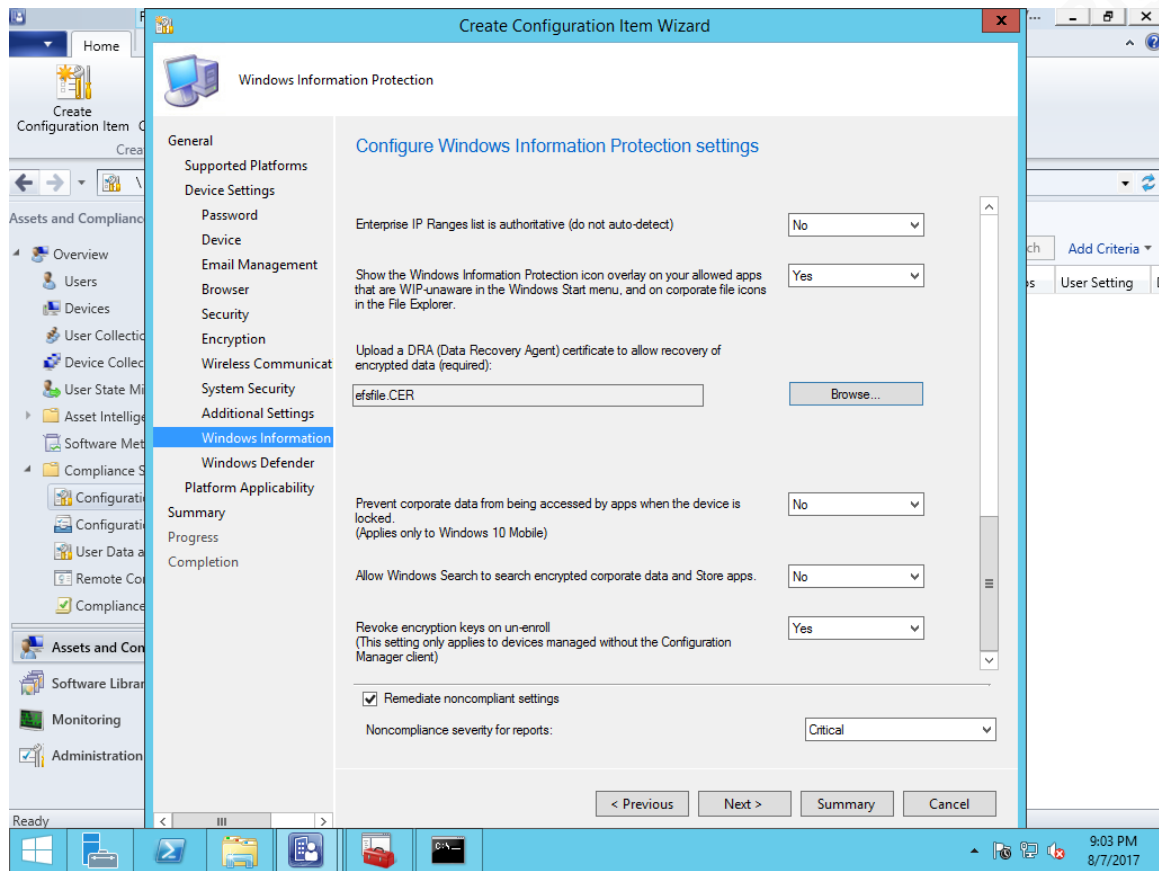 Create Configuration Item Wizard
x
Home
Windows Information Protection
Create
Configuration Item
Crea
General
Supported Platforms
Device Settings
Password
Device
Email Management
Browser
Security
Encryption
Wireless Communicat
System Security
Additional Settings
Windows Information
Windows Defender
Platform Applicability
Summary
Progress
Completion
Configure Windows Information Protection settings
Enterprise IP Ranges list is authoritative (do not auto-detect)
No
Show the Windows Information Protection icon overlay on your allowed apps
that are WIP-unaware in the Windows Start menu, and on corporate file icons
in the File Explorer.
Yes
Upload a DRA (Data Recovery Agent) certificate to allow recovery of
encrypted data (required):
efsfile.CER
Browse...
Prevent corporate data from being accessed by apps when the device is
locked.
(Applies only to Windows 10 Mobile)
No
Allow Windows Search to search encrypted corporate data and Store apps.
No
Revoke encryption keys on un-enroll
(This setting only applies to devices managed without the Configuration
Manager client)
Yes
Remediate noncompliant settings
Noncompliance severity for reports:
Critical
< Previous
Next >
Summary
Cancel
Assets and Complianc
Overview
Users
Devices
User Collectio
Device Collec
User State Mi
Asset Intellige
Software Met
Compliance S
Configurati
Configurati
User Data a
Remote Co
Compliance
Assets and Con
Software Librar
Monitoring
Administration
Ready
ch
Add Criteria
User Setting
9:03 PM
8/7/2017